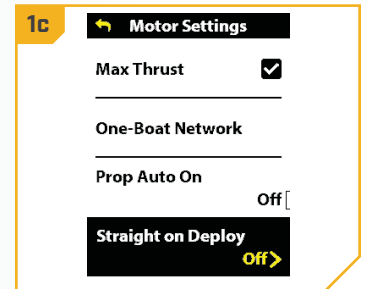 1c
Motor Settings
Max Thrust
One-Boat Network
Prop Auto On
Off
Straight on Deploy
Off